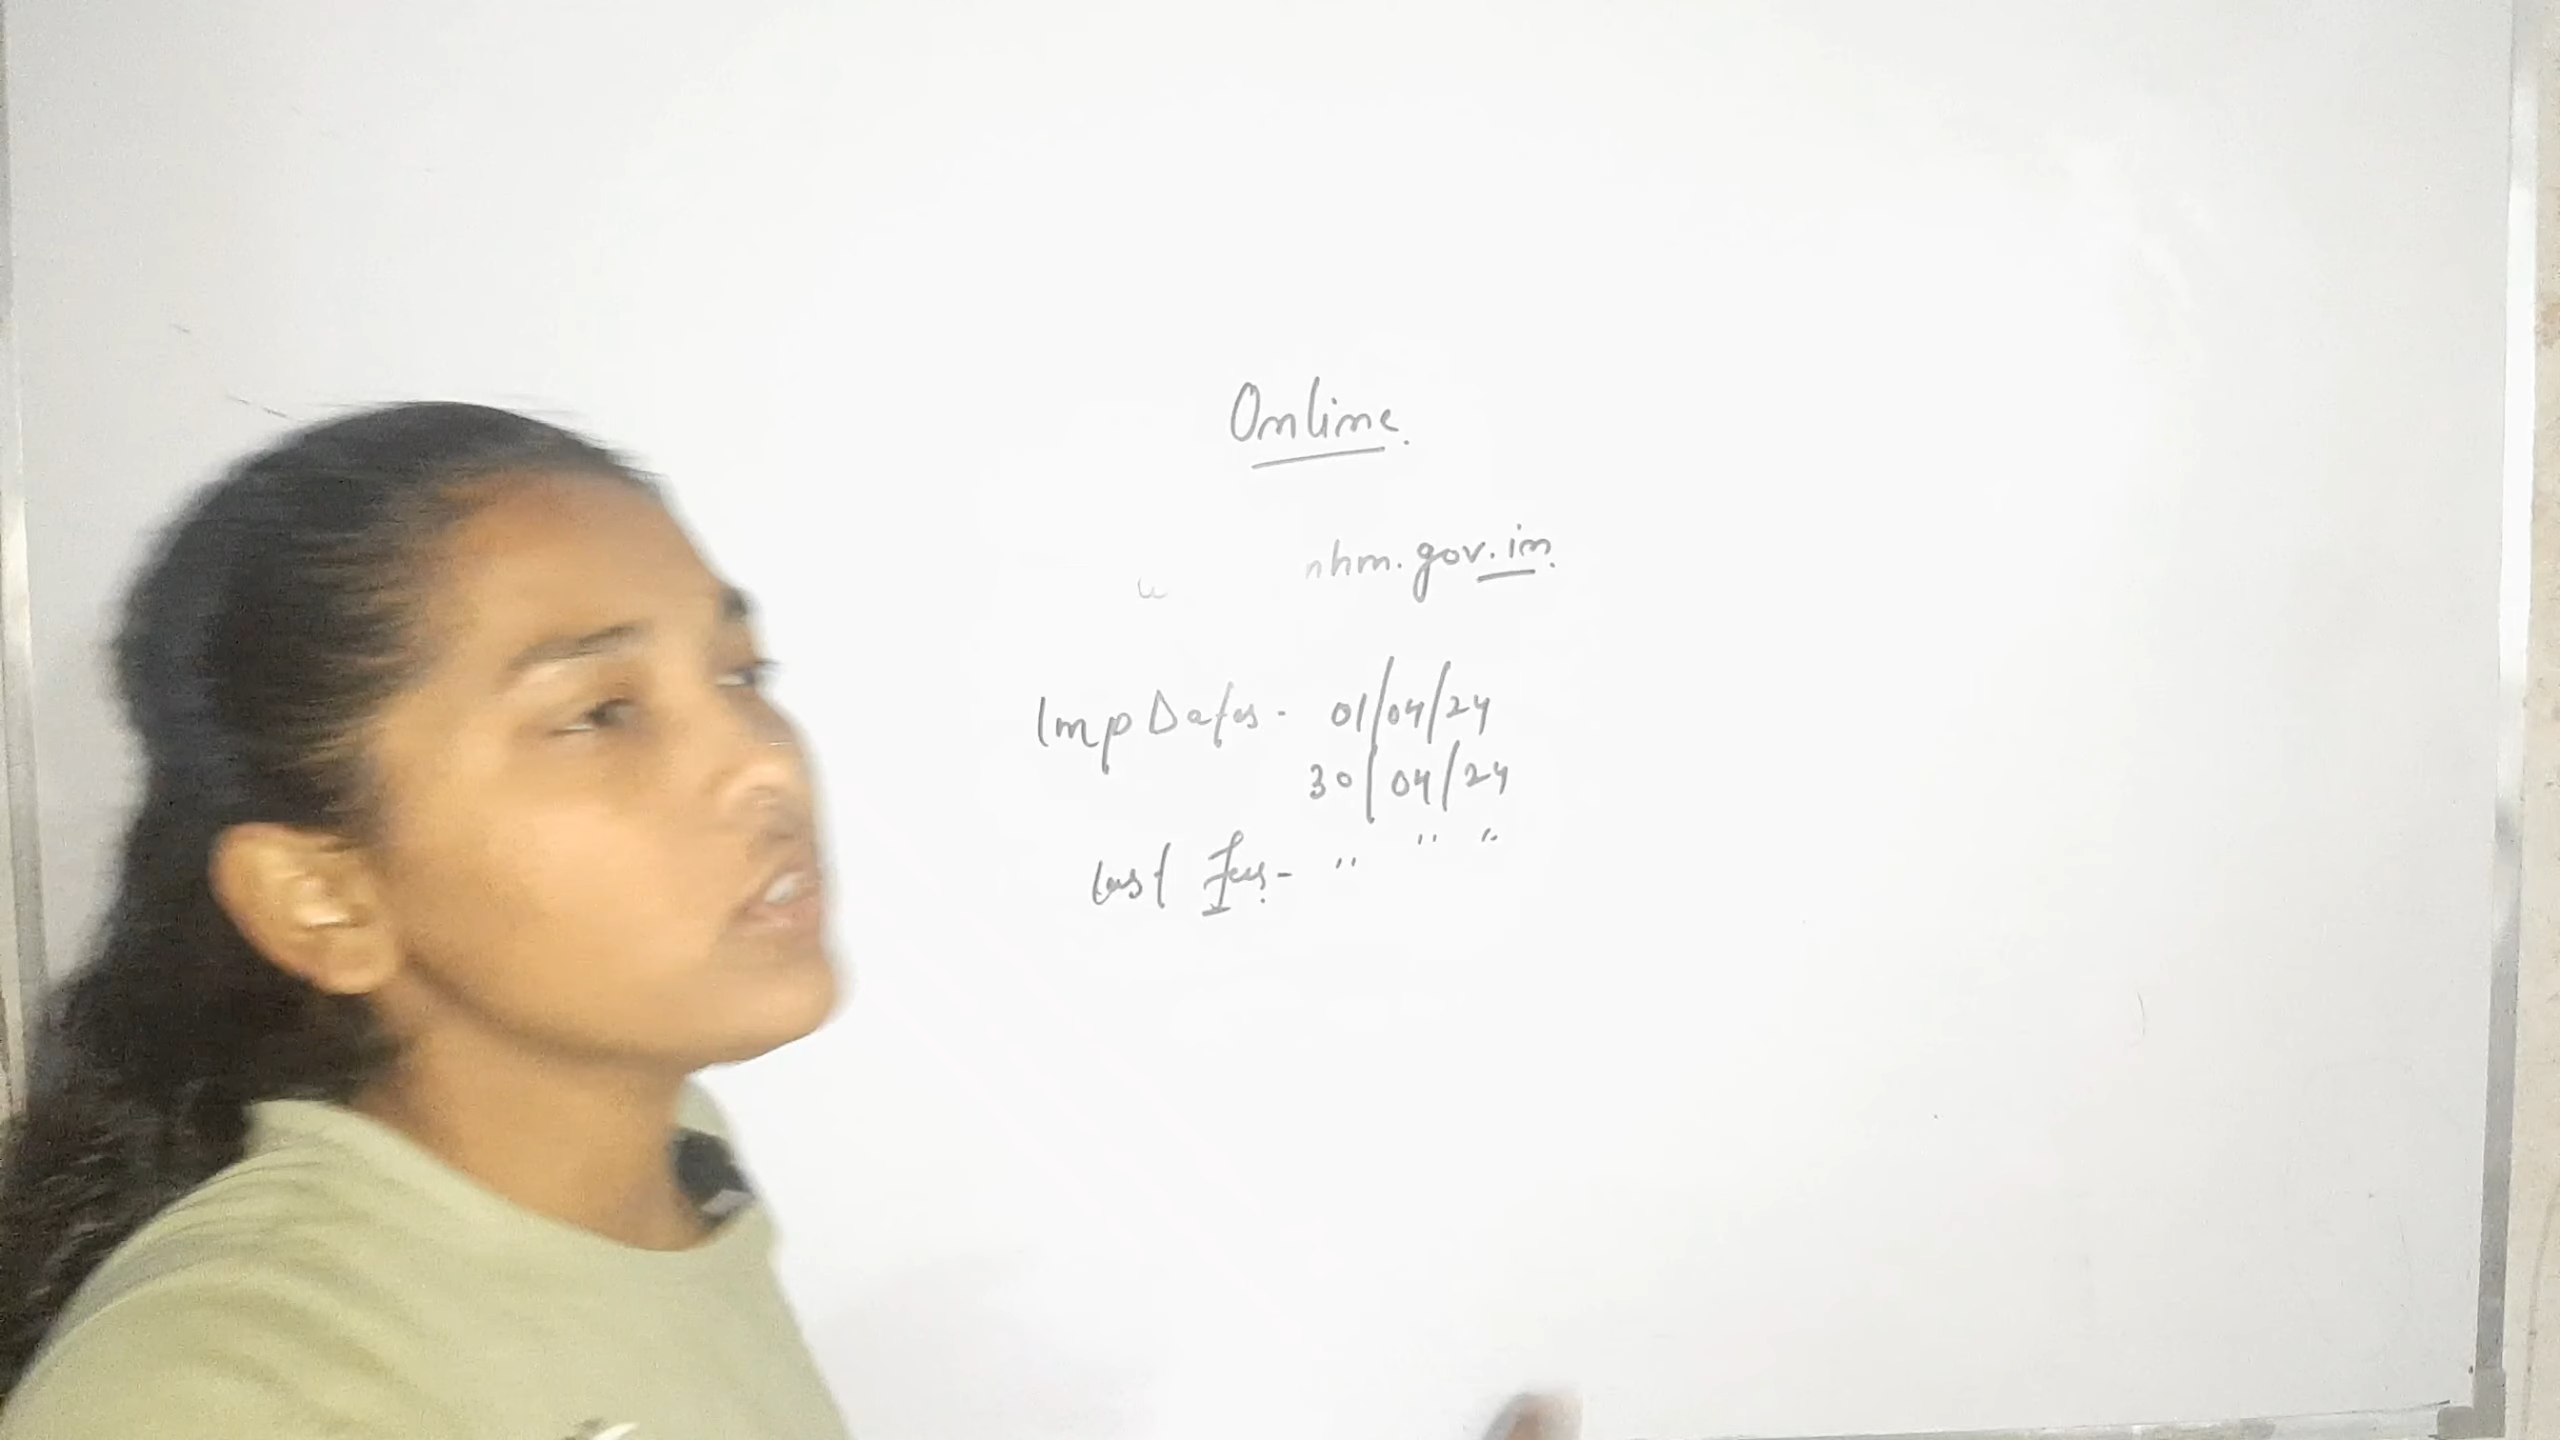 Online.
nhm.gov.in.
Imp Dates - 01/04/24
30/04/24
Last Fees - " " "